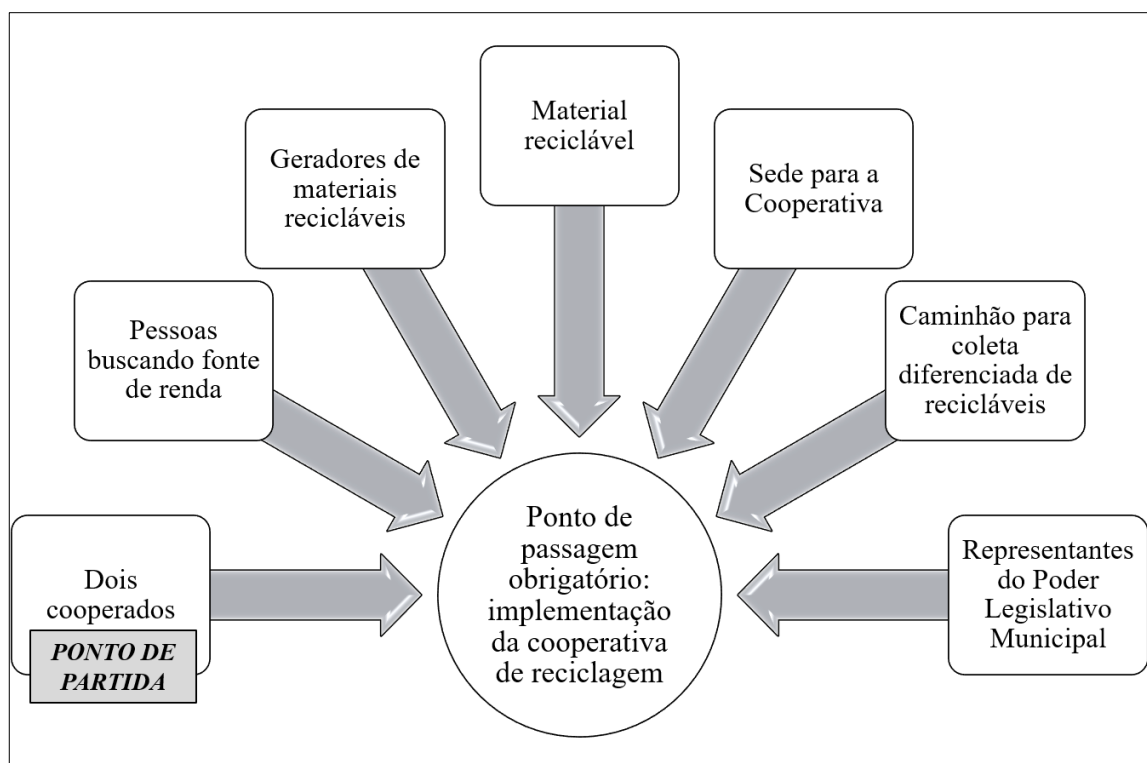 Material
reciclável
Geradores de
materiais
recicláveis
Sede para a
Cooperativa
Pessoas
buscando fonte
de renda
Caminhão para
coleta
diferenciada de
recicláveis
Dois
cooperados
PONTO DE
PARTIDA
Ponto de
passagem
obrigatório:
implementação
da cooperativa
de reciclagem
Representantes
do Poder
Legislativo
Municipal